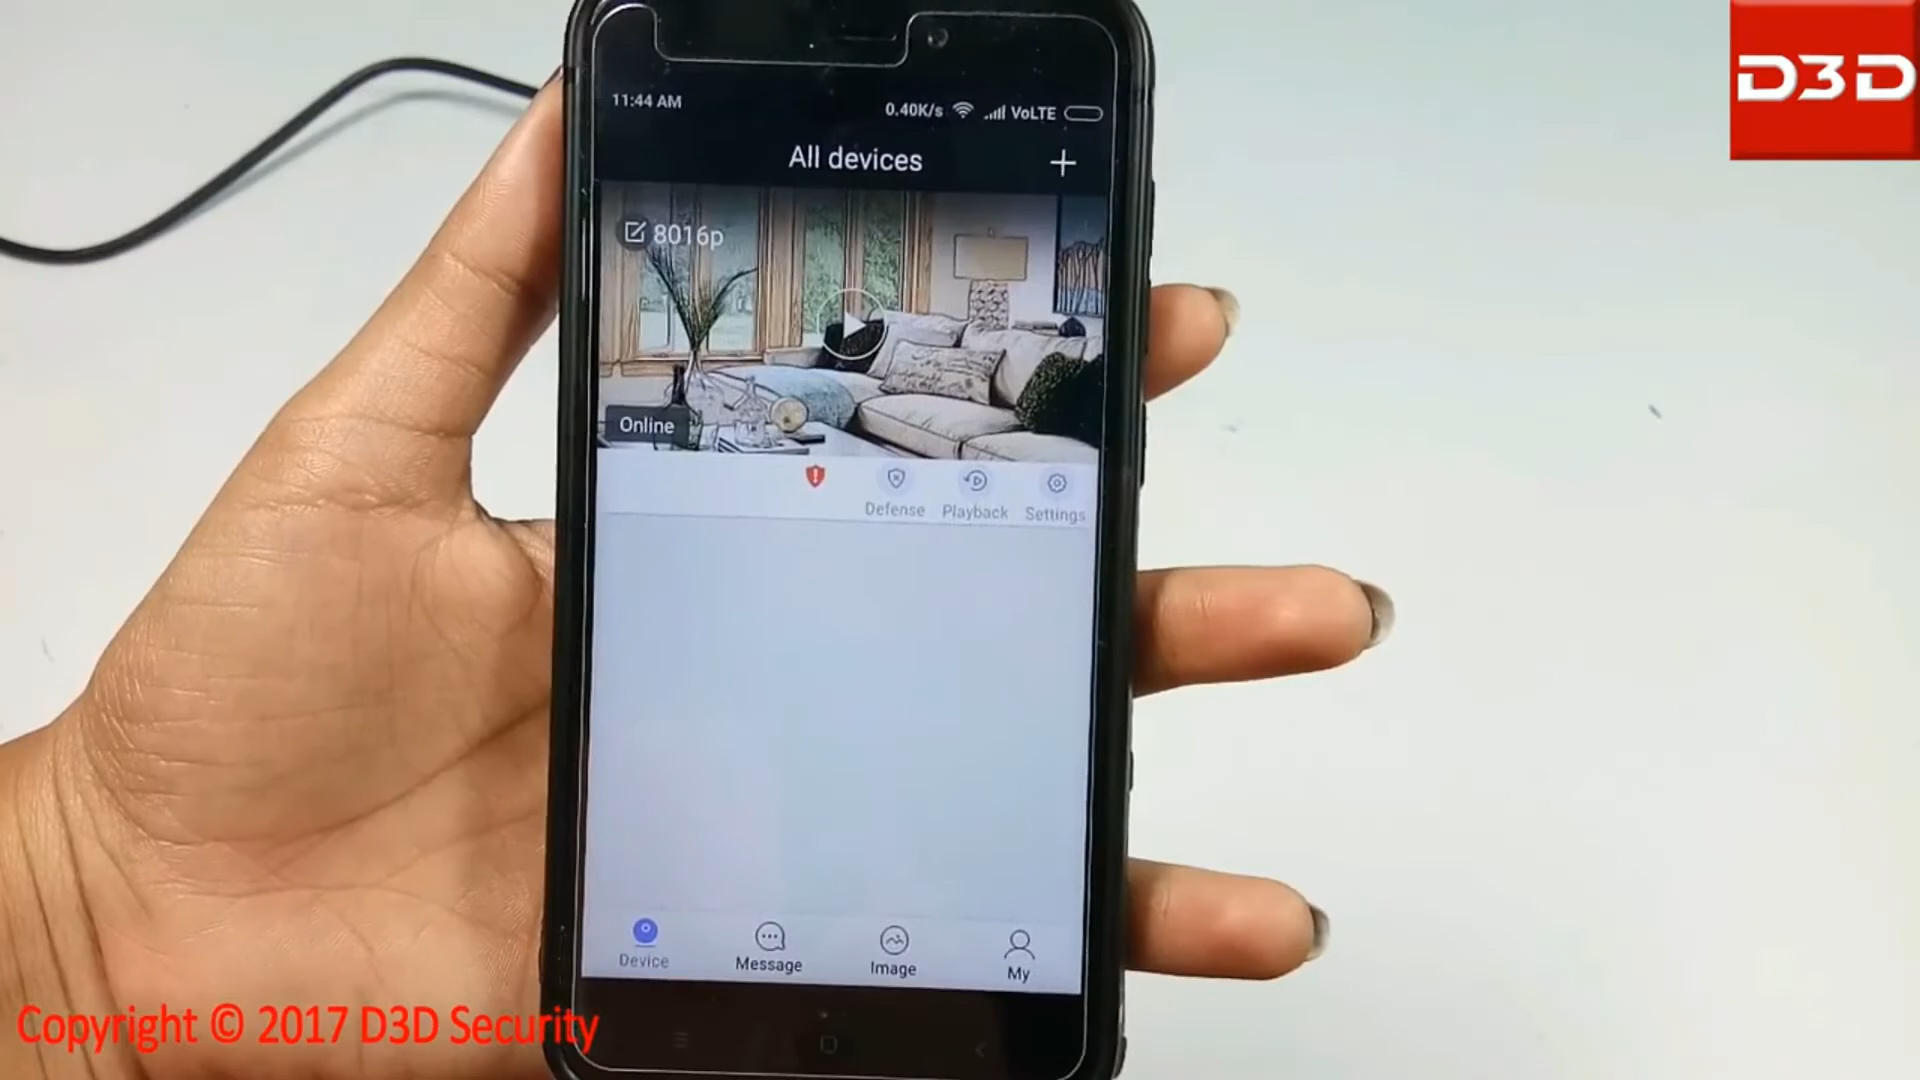 D3D
11:44 AM
0.40K/s VoLTE
All devices
+
8016p
Online
Defense Playback Settings
Device Message Image My
Copyright © 2017 D3D Security